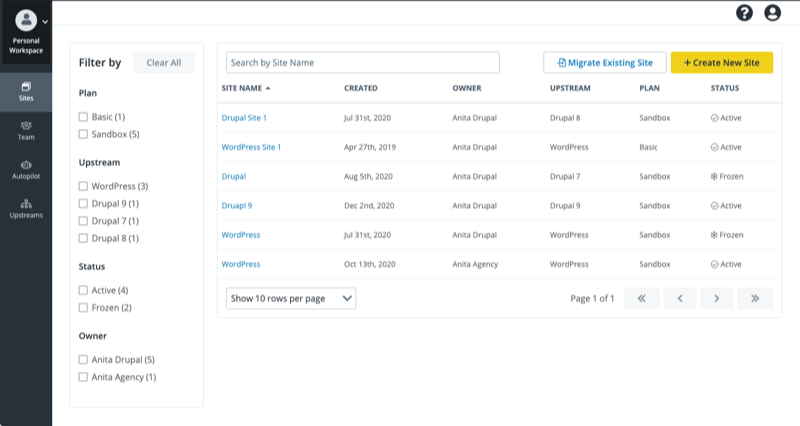 Personal
Workspace
Sites
Team
Autopilot
Upstreams
Filter by
Clear All
Plan
Basic (1)
Sandbox (5)
Upstream
WordPress (3)
Drupal 9 (1)
Drupal 7 (1)
Drupal 8 (1)
Status
Active (4)
Frozen (2)
Owner
Anita Drupal (5)
Anita Agency (1)
Search by Site Name
Migrate Existing Site
+ Create New Site
SITE NAME CREATED OWNER UPSTREAM PLAN STATUS
Drupal Site 1 Jul 31st, 2020 Anita Drupal Drupal 8 Sandbox Active
WordPress Site 1 Apr 27th, 2019 Anita Drupal WordPress Basic Active
Drupal Aug 5th, 2020 Anita Drupal Drupal 7 Sandbox Frozen
Druapl 9 Dec 2nd, 2020 Anita Drupal Drupal 9 Sandbox Active
WordPress Jul 31st, 2020 Anita Drupal WordPress Sandbox Frozen
WordPress Oct 13th, 2020 Anita Agency WordPress Sandbox Active
Show 10 rows per page
Page 1 of 1